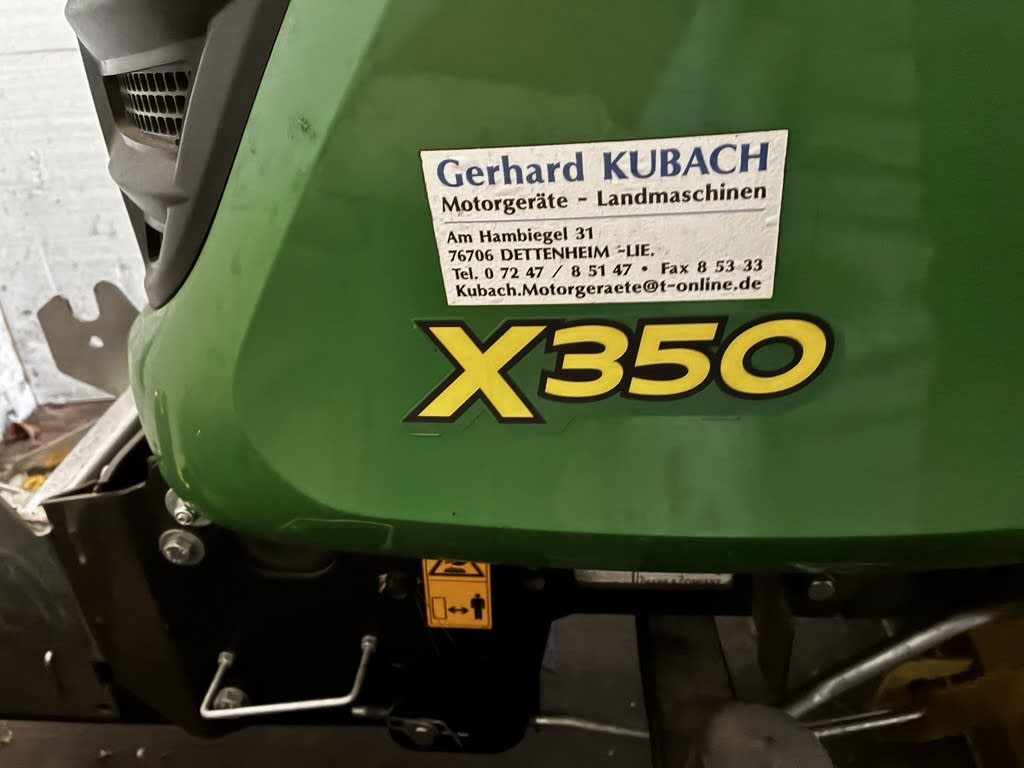 Gerhard KUBACH
Motorgeräte - Landmaschinen
Am Hambiegel 31
76706 DETTENHEIM -LIE.
Tel. 0 72 47 / 8 51 47 • Fax 8 53 33
Kubach.Motorgeraete@t-online.de
X350